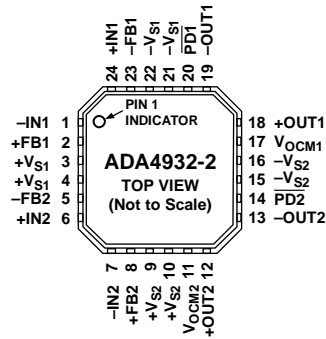 24 +IN1
23 –FB1
22 –VS1
21 –VS1
20 PD1
19 –OUT1
PIN 1
INDICATOR
–IN1 1
+FB1 2
+VS1 3
+VS1 4
–FB2 5
+IN2 6
ADA4932-2
TOP VIEW
(Not to Scale)
18 +OUT1
17 VOCM1
16 –VS2
15 –VS2
14 PD2
13 –OUT2
–IN2 7
+FB2 8
+VS2 9
+VS2 10
VOCM2 11
+OUT2 12